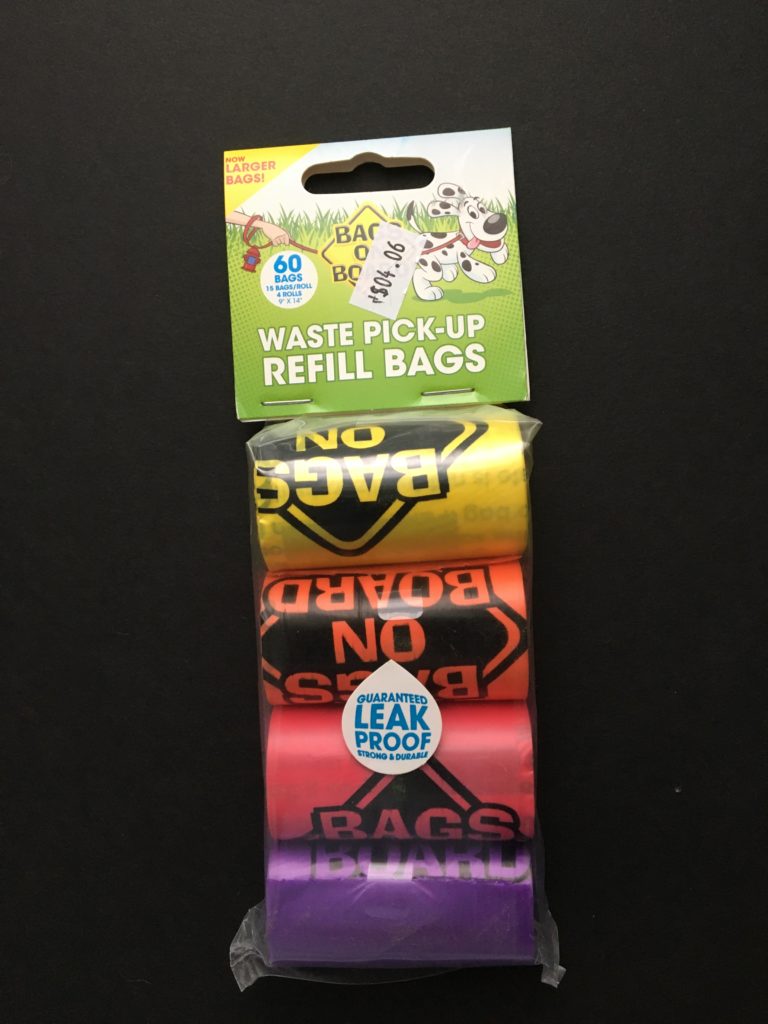 NOW
LARGER
BAGS!
BAGS
60
BAGS
15 BAGS/ROLL
4 ROLLS
9" X 14"
$04.06
WASTE PICK-UP
REFILL BAGS
ON
BAGS
BOARD
ON
BAGS
GUARANTEED
LEAK
PROOF
STRONG & DURABLE
BAGS
BOARD